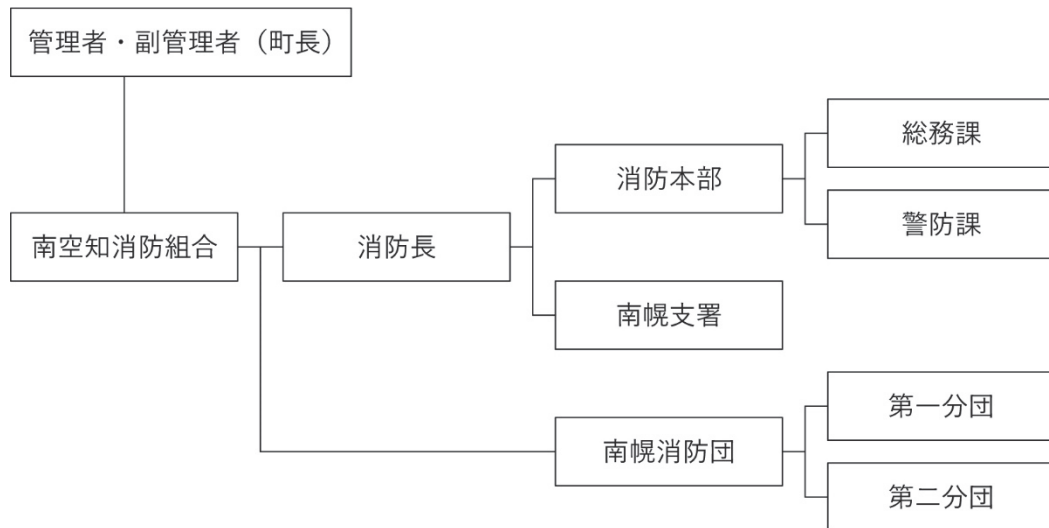 管理者・副管理者（町長）
総務課
消防本部
警防課
南空知消防組合
消防長
南幌支署
第一分団
南幌消防団
第二分団